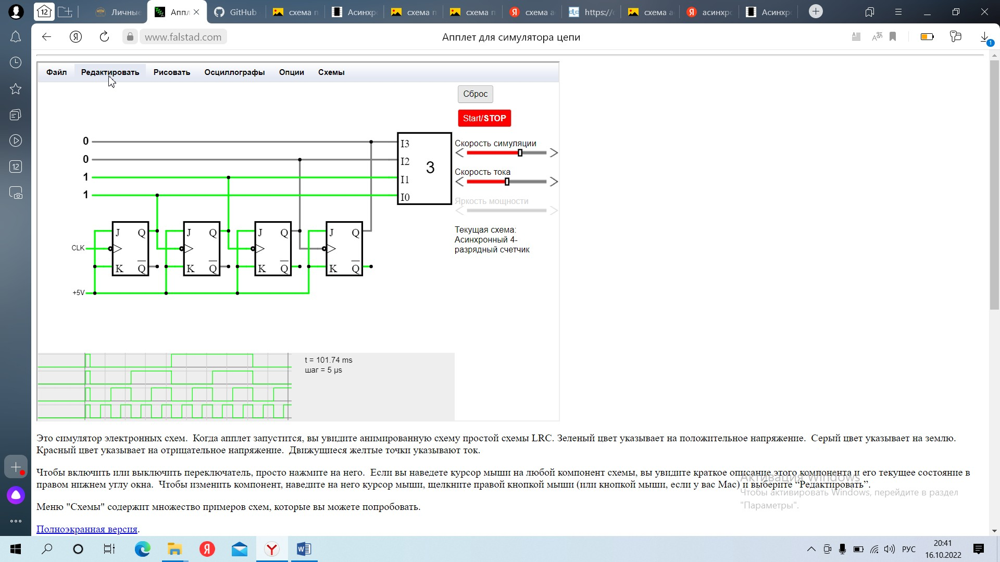 12
Личные
Аппл
GitHub
схема п
Асинхро
схема п
схема п
Я схема а
https://
схема а
Я асинхр
Асинхро
Я
www.falstad.com
Апплет для симулятора цепи
1
12
Файл Редактировать Рисовать Осциллографы Опции Схемы
Сброс
Start/STOP
Скорость симуляции
Скорость тока
Яркость мощности
Текущая схема:
Асинхронный 4-
разрядный счетчик
0
0
1
1
I3
I2
I1
I0
3
J Q J Q J Q J Q
CLK
K Q K Q K Q K Q
+5V
t = 101.74 ms
шаг = 5 µs
Это симулятор электронных схем. Когда апплет запустится, вы увидите анимированную схему простой схемы LRC. Зеленый цвет указывает на положительное напряжение. Серый цвет указывает на землю.
Красный цвет указывает на отрицательное напряжение. Движущиеся желтые точки указывают ток.
Чтобы включить или выключить переключатель, просто нажмите на него. Если вы наведете курсор мыши на любой компонент схемы, вы увидите краткое описание этого компонента и его текущее состояние в
правом нижнем углу окна. Чтобы изменить компонент, наведите на него курсор мыши, щелкните правой кнопкой мыши (или кнопкой мыши, если у вас Mac) и выберите “Редактировать”.
Меню "Схемы" содержит множество примеров схем, которые вы можете попробовать.
Полноэкранная версия.
Активация Windows
Чтобы активировать Windows, перейдите в раздел
"Параметры".
РУС
20:41
16.10.2022